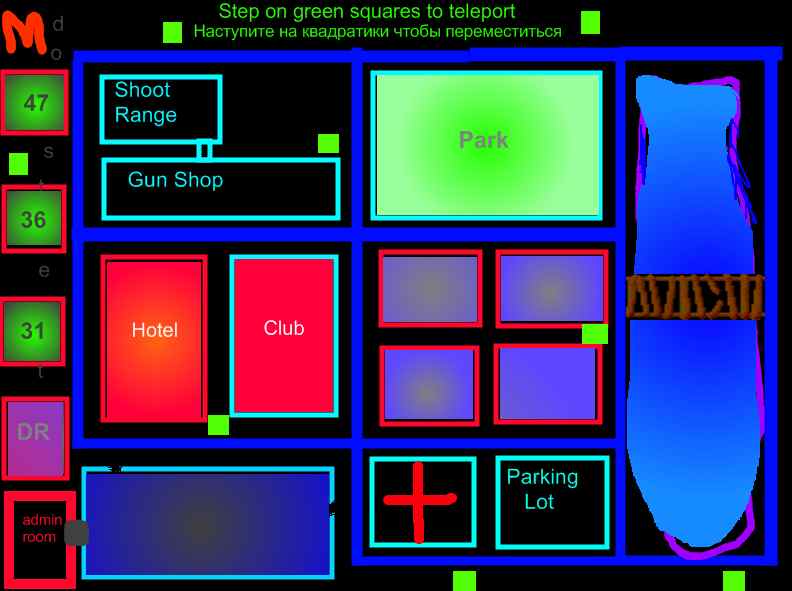 Step on green squares to teleport
Наступите на квадратики чтобы переместиться
M
d
o
47
s
t
36
e
31
t
DR
admin
room
Shoot
Range
Gun Shop
Park
Hotel
Club
Parking
Lot